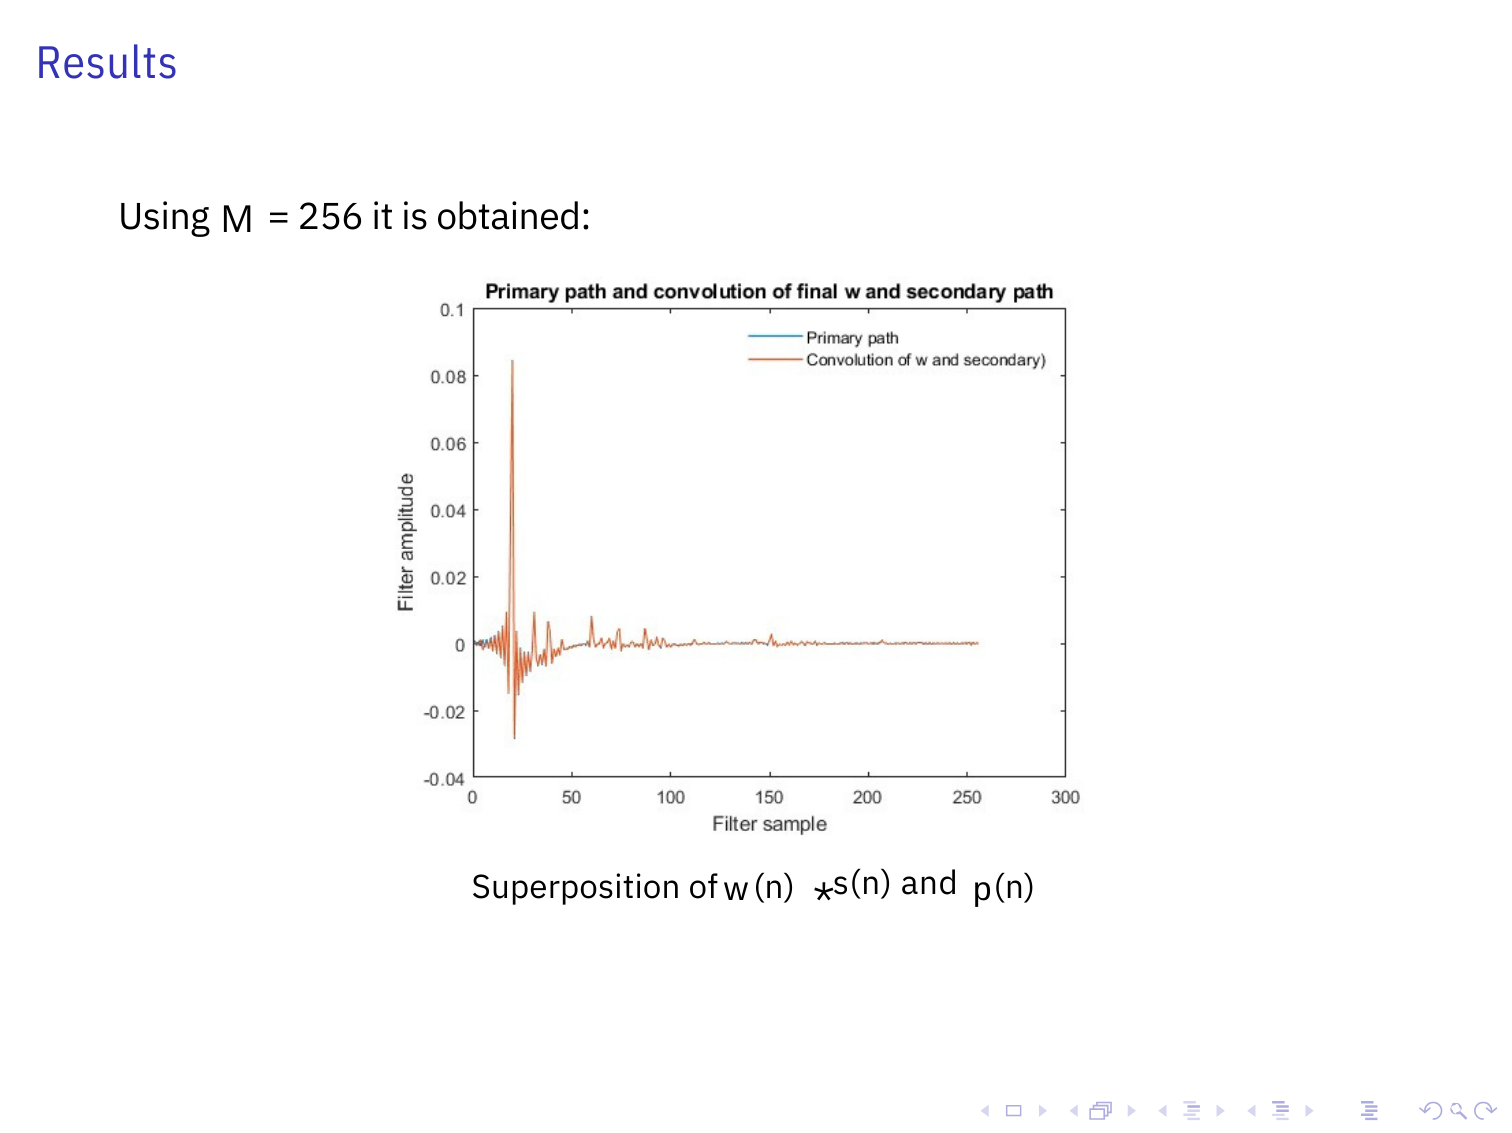 Results
Using M = 256 it is obtained:
Primary path and convolution of final w and secondary path
0.1
Primary path
Convolution of w and secondary)
0.08
0.06
0.04
0.02
0
-0.02
-0.04
Filter amplitude
0 50 100 150 200 250 300
Filter sample
Superposition of w(n) ⋆s(n) and p(n)